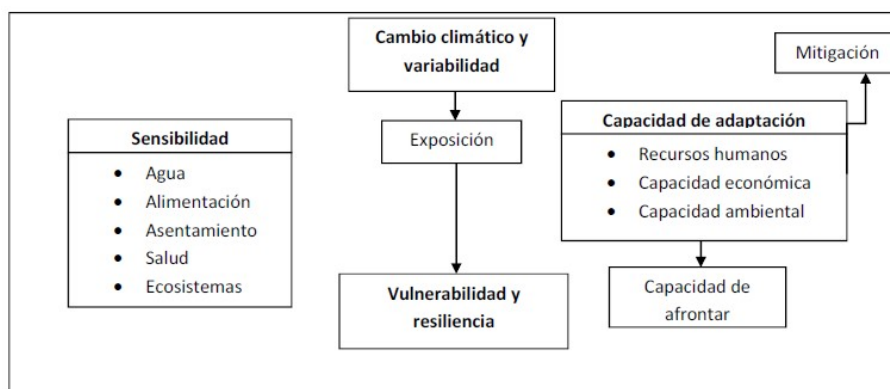 Cambio climático y
variabilidad
Mitigación
Sensibilidad
• Agua
• Alimentación
• Asentamiento
• Salud
• Ecosistemas
Exposición
Capacidad de adaptación
• Recursos humanos
• Capacidad económica
• Capacidad ambiental
Vulnerabilidad y
resiliencia
Capacidad de
afrontar